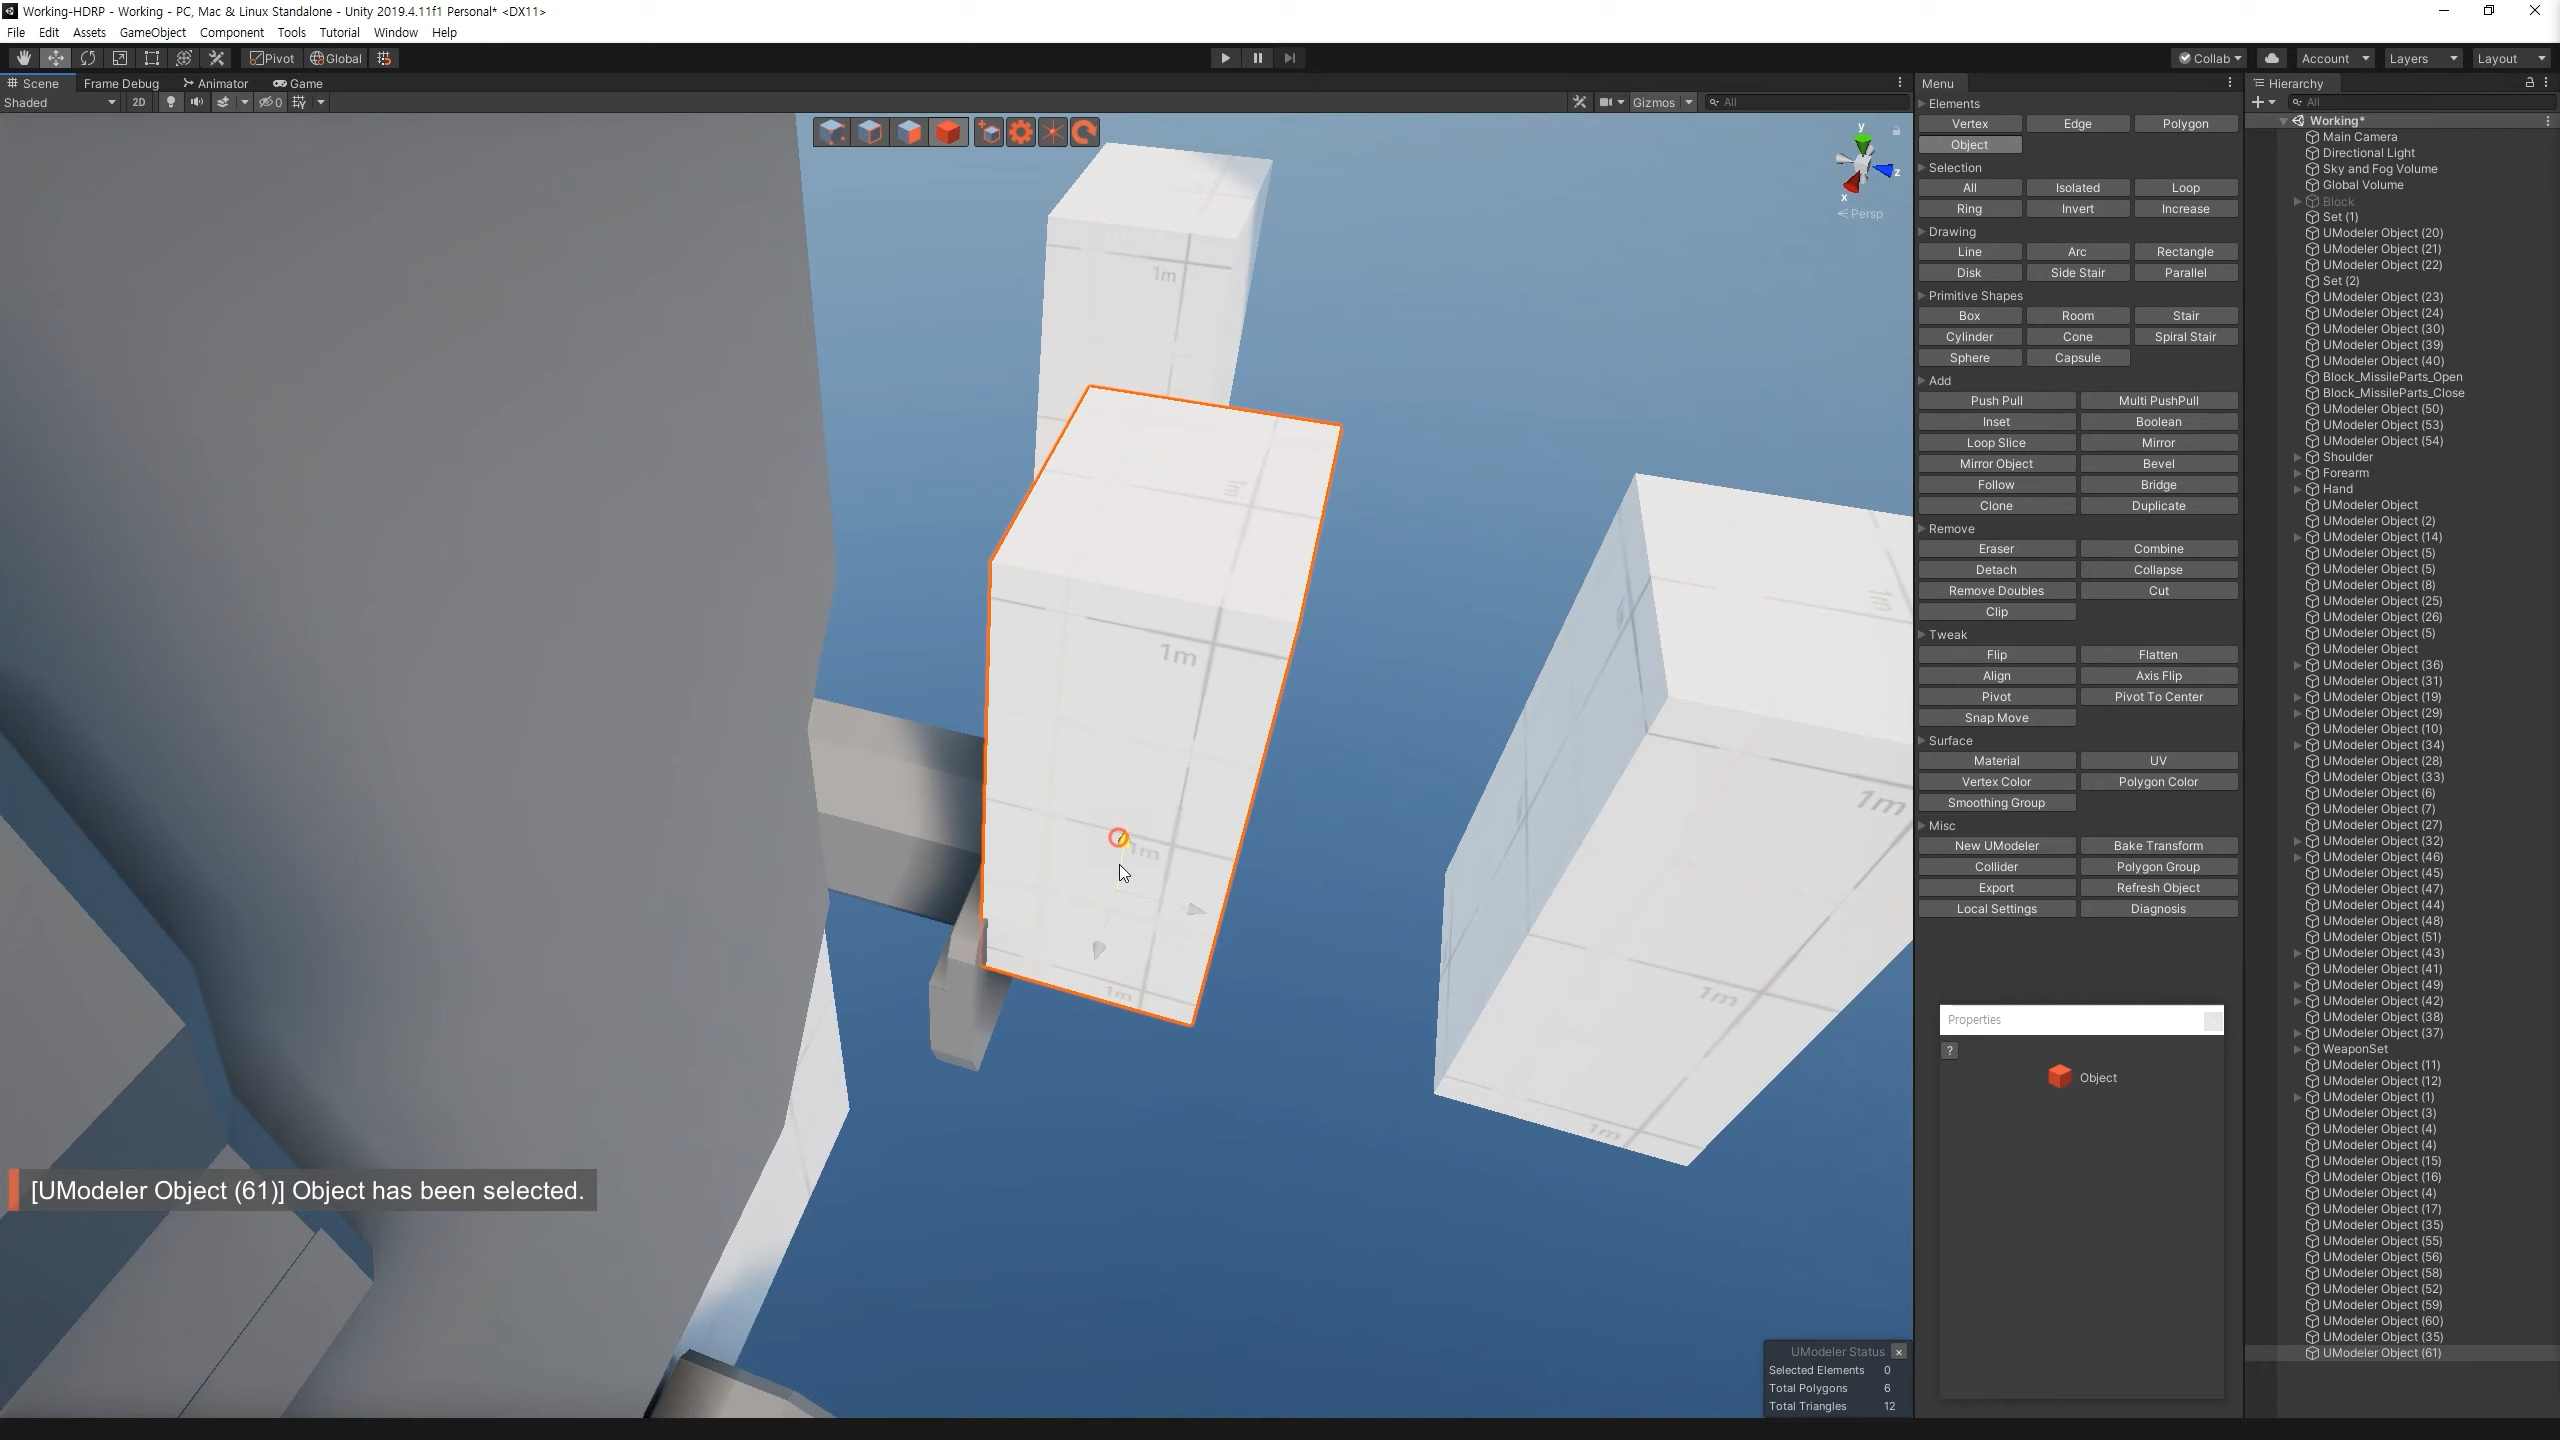 Working-HDRP - Working - PC, Mac & Linux Standalone - Unity 2019.4.11f1 Personal* <DX11>
File Edit Assets GameObject Component Tools Tutorial Window Help
Pivot Global Collab Account Layers Layout
Scene Frame Debug Animator Game
Shaded 2D 0 Gizmos All
y
z
x
Persp
1m
1m
1m
1m
1m
1m
1m
1m
1m
[UModeler Object (61)] Object has been selected.
UModeler Status
Selected Elements 0
Total Polygons 6
Total Triangles 12
Menu
Elements
Vertex Edge Polygon
Object
Selection
All Isolated Loop
Ring Invert Increase
Drawing
Line Arc Rectangle
Disk Side Stair Parallel
Primitive Shapes
Box Room Stair
Cylinder Cone Spiral Stair
Sphere Capsule
Add
Push Pull Multi PushPull
Inset Boolean
Loop Slice Mirror
Mirror Object Bevel
Follow Bridge
Clone Duplicate
Remove
Eraser Combine
Detach Collapse
Remove Doubles Cut
Clip
Tweak
Flip Flatten
Align Axis Flip
Pivot Pivot To Center
Snap Move
Surface
Material UV
Vertex Color Polygon Color
Smoothing Group
Misc
New UModeler Bake Transform
Collider Polygon Group
Export Refresh Object
Local Settings Diagnosis
Properties
?
Object
Hierarchy
All
Working*
Main Camera
Directional Light
Sky and Fog Volume
Global Volume
Block
Set (1)
UModeler Object (20)
UModeler Object (21)
UModeler Object (22)
Set (2)
UModeler Object (23)
UModeler Object (24)
UModeler Object (30)
UModeler Object (39)
UModeler Object (40)
Block_MissileParts_Open
Block_MissileParts_Close
UModeler Object (50)
UModeler Object (53)
UModeler Object (54)
Shoulder
Forearm
Hand
UModeler Object
UModeler Object (2)
UModeler Object (14)
UModeler Object (5)
UModeler Object (5)
UModeler Object (8)
UModeler Object (25)
UModeler Object (26)
UModeler Object (5)
UModeler Object
UModeler Object (36)
UModeler Object (31)
UModeler Object (19)
UModeler Object (29)
UModeler Object (10)
UModeler Object (34)
UModeler Object (28)
UModeler Object (33)
UModeler Object (6)
UModeler Object (7)
UModeler Object (27)
UModeler Object (32)
UModeler Object (46)
UModeler Object (45)
UModeler Object (47)
UModeler Object (44)
UModeler Object (48)
UModeler Object (51)
UModeler Object (43)
UModeler Object (41)
UModeler Object (49)
UModeler Object (42)
UModeler Object (38)
UModeler Object (37)
WeaponSet
UModeler Object (11)
UModeler Object (12)
UModeler Object (1)
UModeler Object (3)
UModeler Object (4)
UModeler Object (4)
UModeler Object (15)
UModeler Object (16)
UModeler Object (4)
UModeler Object (17)
UModeler Object (35)
UModeler Object (55)
UModeler Object (56)
UModeler Object (58)
UModeler Object (52)
UModeler Object (59)
UModeler Object (60)
UModeler Object (35)
UModeler Object (61)